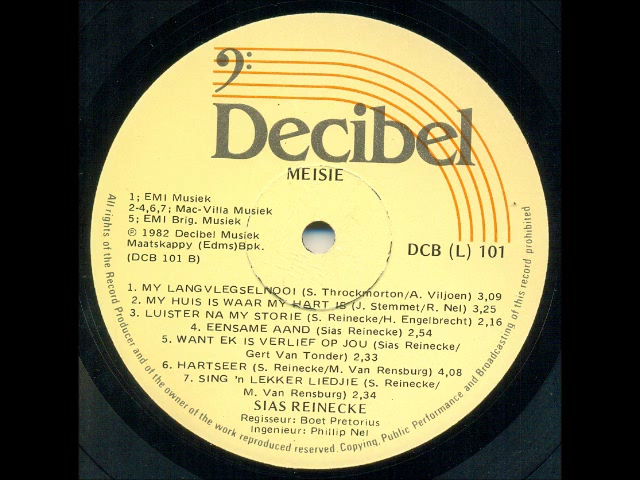 Decibel
MEISIE
1; EMI Musiek
2-4,6,7; Mac-Villa Musiek
5; EMI Brig. Musiek
℗ 1982 Decibel Musiek
Maatskappy (Edms)Bpk.
(DCB 101 B)
DCB (L) 101
1. MY LANGVLEGSELNOOI (S. Throckmorton/A. Viljoen) 3,09
2. MY HUIS IS WAAR MY HART IS (J. Stemmet/R. Nel) 3,25
3. LUISTER NA MY STORIE (S. Reinecke/H. Engelbrecht) 2,16
4. EENSAME AAND (Sias Reinecke) 2,54
5. WANT EK IS VERLIEF OP JOU (Sias Reinecke/
Gert Van Tonder) 2,33
6. HARTSEER (S. Reinecke/M. Van Rensburg) 4,08
7. SING 'n LEKKER LIEDJIE (S. Reinecke/
M. Van Rensburg) 2,34
SIAS REINECKE
Regisseur: Boet Pretorius
Ingenieur: Phillip Nel
All rights of the Record Producer and of the owner of the work reproduced reserved. Copying, Public Performance and Broadcasting of this record prohibited